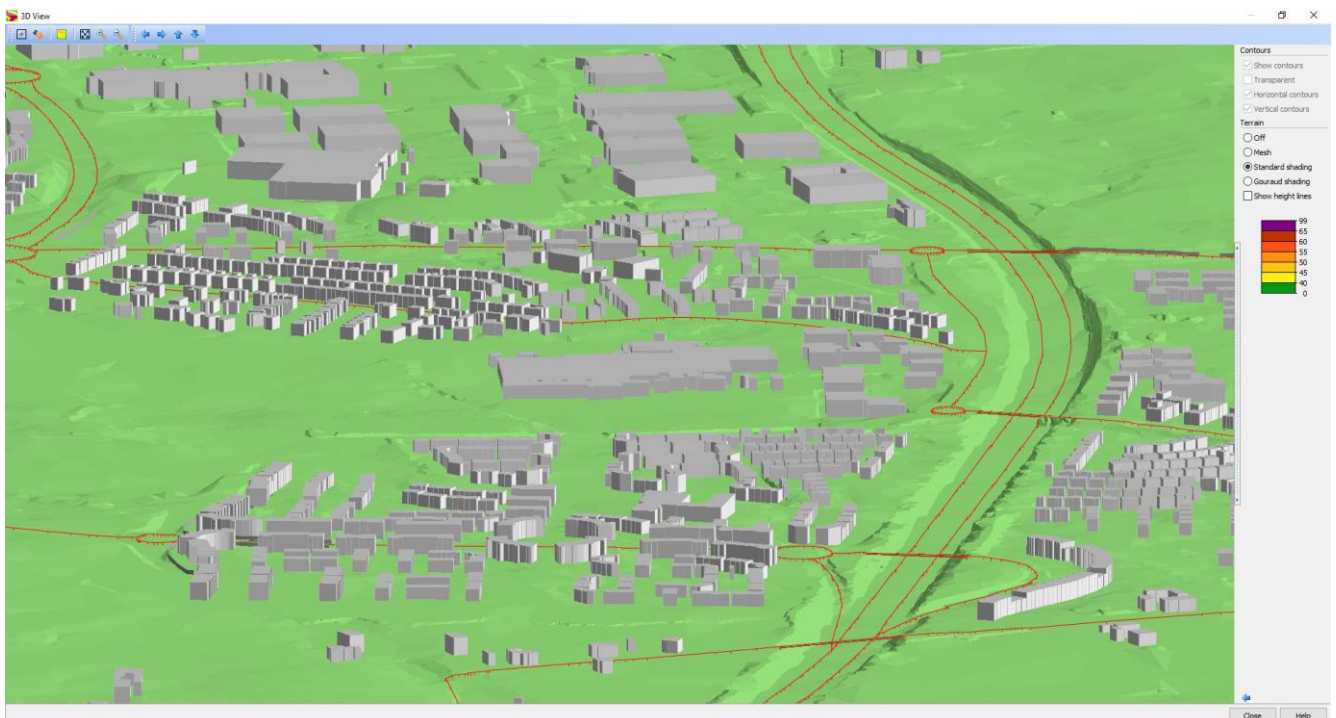 3D View
Contours
Show contours
Transparent
Horizontal contours
Vertical contours
Terrain
Off
Mesh
Standard shading
Gouraud shading
Show height lines
99
65
60
55
50
45
40
0
Close
Help